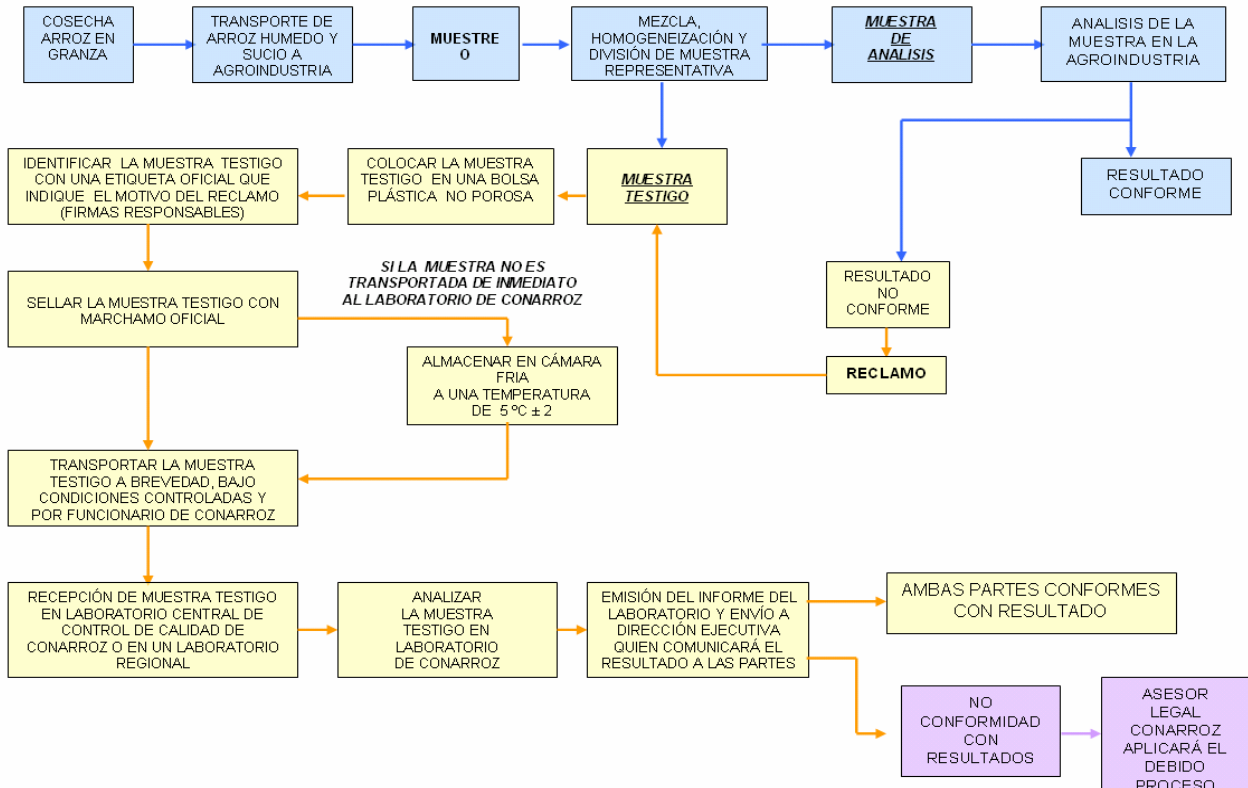 COSECHA
ARROZ EN
GRANZA
TRANSPORTE DE
ARROZ HUMEDO Y
SUCIO A
AGROINDUSTRIA
MUESTRE
O
MEZCLA,
HOMOGENEIZACIÓN Y
DIVISIÓN DE MUESTRA
REPRESENTATIVA
MUESTRA
DE
ANALISIS
ANALISIS DE LA
MUESTRA EN LA
AGROINDUSTRIA
IDENTIFICAR LA MUESTRA TESTIGO
CON UNA ETIQUETA OFICIAL QUE
INDIQUE EL MOTIVO DEL RECLAMO
(FIRMAS RESPONSABLES)
COLOCAR LA MUESTRA
TESTIGO EN UNA BOLSA
PLÁSTICA NO POROSA
MUESTRA
TESTIGO
RESULTADO
CONFORME
SELLAR LA MUESTRA TESTIGO CON
MARCHAMO OFICIAL
SI LA MUESTRA NO ES
TRANSPORTADA DE INMEDIATO
AL LABORATORIO DE CONARROZ
RESULTADO
NO
CONFORME
ALMACENAR EN CÁMARA
FRIA
A UNA TEMPERATURA
DE 5 ºC ± 2
RECLAMO
TRANSPORTAR LA MUESTRA
TESTIGO A BREVEDAD, BAJO
CONDICIONES CONTROLADAS Y
POR FUNCIONARIO DE CONARROZ
RECEPCIÓN DE MUESTRA TESTIGO
EN LABORATORIO CENTRAL DE
CONTROL DE CALIDAD DE
CONARROZ O EN UN LABORATORIO
REGIONAL
ANALIZAR
LA MUESTRA
TESTIGO EN
LABORATORIO
DE CONARROZ
EMISIÓN DEL INFORME DEL
LABORATORIO Y ENVÍO A
DIRECCIÓN EJECUTIVA
QUIEN COMUNICARÁ EL
RESULTADO A LAS PARTES
AMBAS PARTES CONFORMES
CON RESULTADO
NO
CONFORMIDAD
CON
RESULTADOS
ASESOR
LEGAL
CONARROZ
APLICARÁ EL
DEBIDO
PROCESO